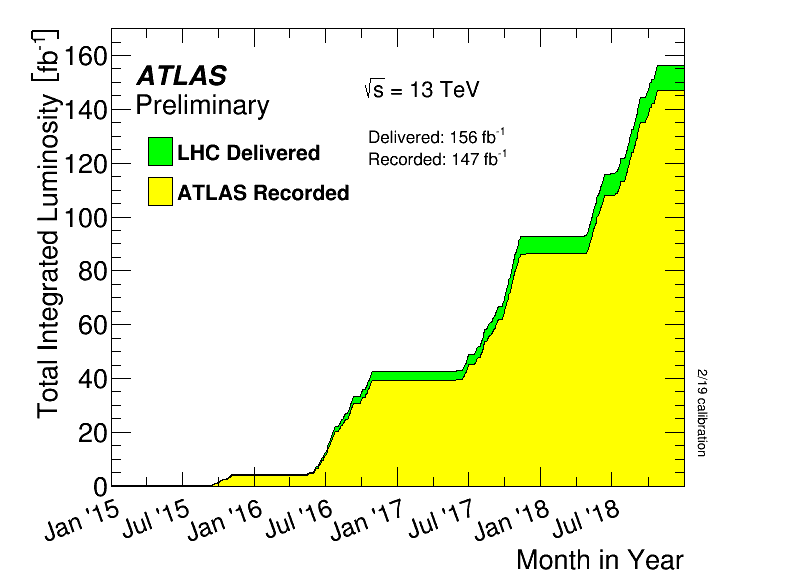 Total Integrated Luminosity [fb⁻¹]
160
140
120
100
80
60
40
20
0
ATLAS
Preliminary
LHC Delivered
ATLAS Recorded
√s = 13 TeV
Delivered: 156 fb⁻¹
Recorded: 147 fb⁻¹
2/19 calibration
Jan '15 Jul '15 Jan '16 Jul '16 Jan '17 Jul '17 Jan '18 Jul '18
Month in Year